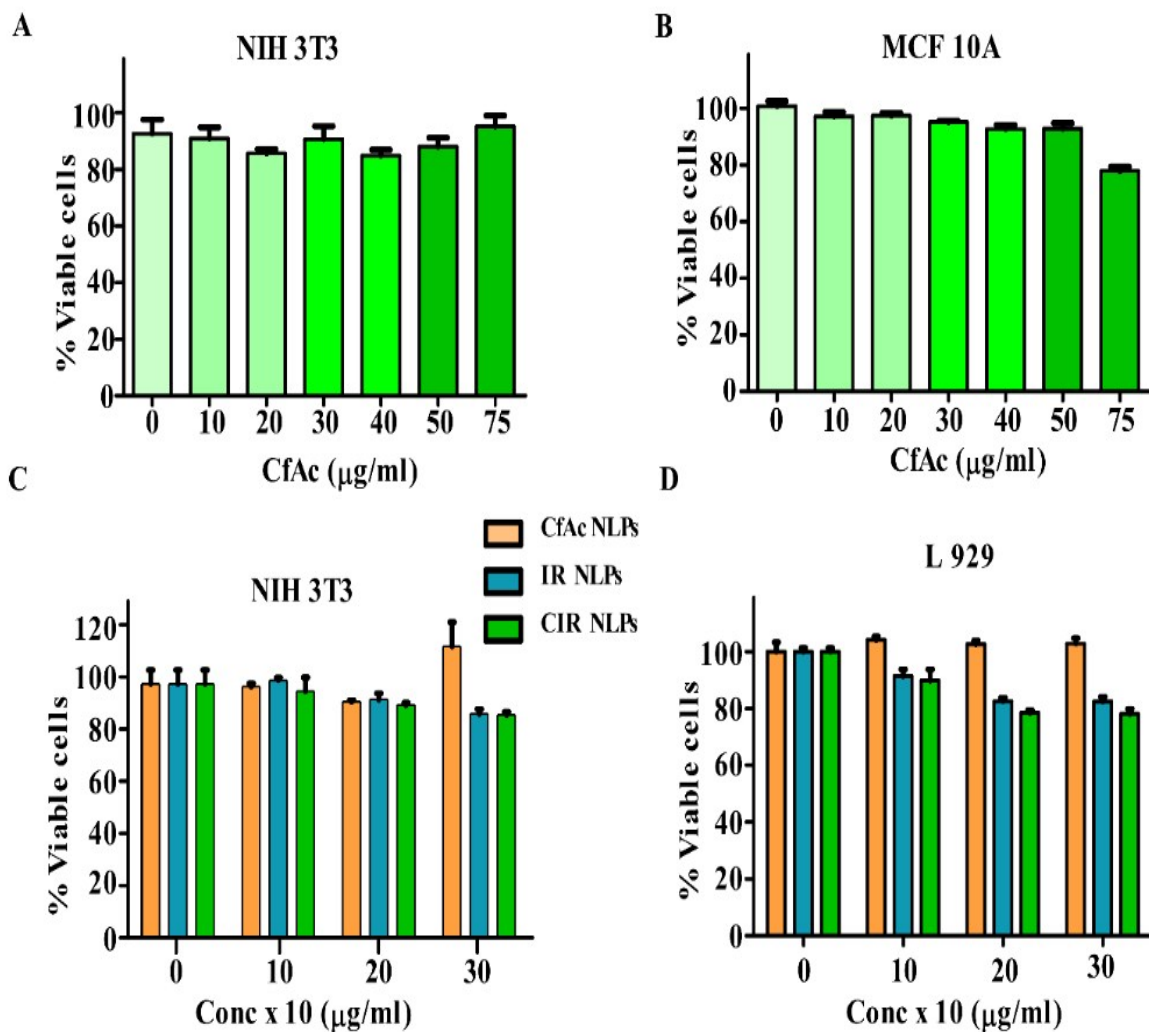 A
NIH 3T3
% Viable cells
100
80
60
40
20
0
0 10 20 30 40 50 75
CfAc (µg/ml)
B
MCF 10A
% Viable cells
100
80
60
40
20
0
0 10 20 30 40 50 75
CfAc (µg/ml)
C
NIH 3T3
% Viable cells
120
100
80
60
40
20
0
0 10 20 30
Conc x 10 (µg/ml)
CfAc NLPs
IR NLPs
CIR NLPs
D
L 929
% Viable cells
100
80
60
40
20
0
0 10 20 30
Conc x 10 (µg/ml)